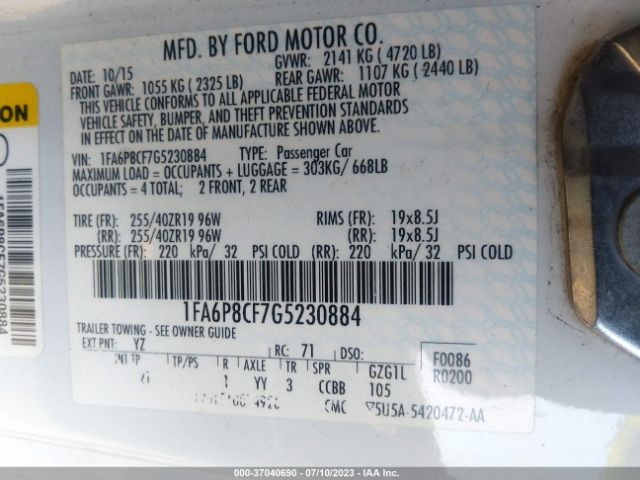 MFD. BY FORD MOTOR CO.
DATE: 10/15 GVWR: 2141 KG ( 4720 LB)
FRONT GAWR: 1055 KG ( 2325 LB) REAR GAWR: 1107 KG ( 2440 LB)
THIS VEHICLE CONFORMS TO ALL APPLICABLE FEDERAL MOTOR
VEHICLE SAFETY, BUMPER, AND THEFT PREVENTION STANDARDS
IN EFFECT ON THE DATE OF MANUFACTURE SHOWN ABOVE.
VIN: 1FA6P8CF7G5230884 TYPE: Passenger Car
MAXIMUM LOAD = OCCUPANTS + LUGGAGE = 303KG/ 668LB
OCCUPANTS = 4 TOTAL; 2 FRONT, 2 REAR
TIRE (FR): 255/40ZR19 96W RIMS (FR): 19x8.5J
(RR): 255/40ZR19 96W (RR): 19x8.5J
PRESSURE (FR): 220 kPa/ 32 PSI COLD (RR): 220 kPa/ 32 PSI COLD
1FA6P8CF7G5230884
TRAILER TOWING - SEE OWNER GUIDE
EXT PNT: YZ RC: 71 DSO: F0086
INT TP TP/PS R AXLE TR SPR GZG1L R0200
1 YY 3 CCBB 105
CMC 5U5A-5420472-AA
ON
1FA6P8CF7G5230884
000-37040690 - 07/10/2023 - IAA Inc.